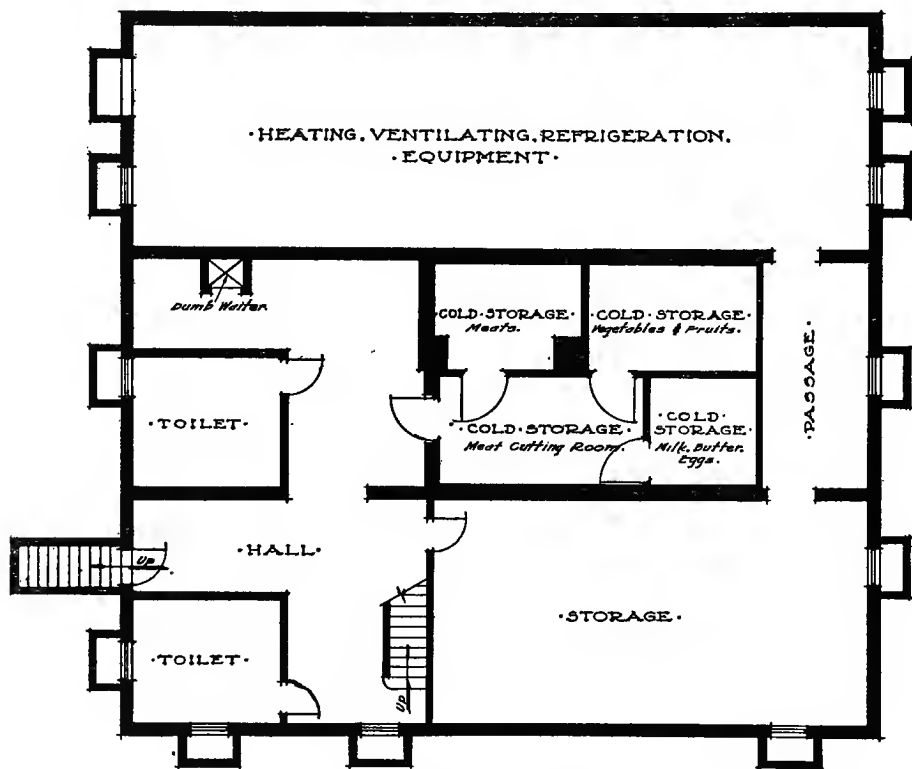 ·HEATING. VENTILATING. REFRIGERATION.
·EQUIPMENT·
Dumb Waiter.
·COLD·STORAGE·
Meats.
·COLD STORAGE·
Vegetables & Fruits.
·PASSAGE·
·TOILET·
·COLD·STORAGE·
Meat Cutting Room.
·COLD·
STORAGE·
Milk, Butter.
Eggs.
·HALL·
Up
·STORAGE·
·TOILET·
Up